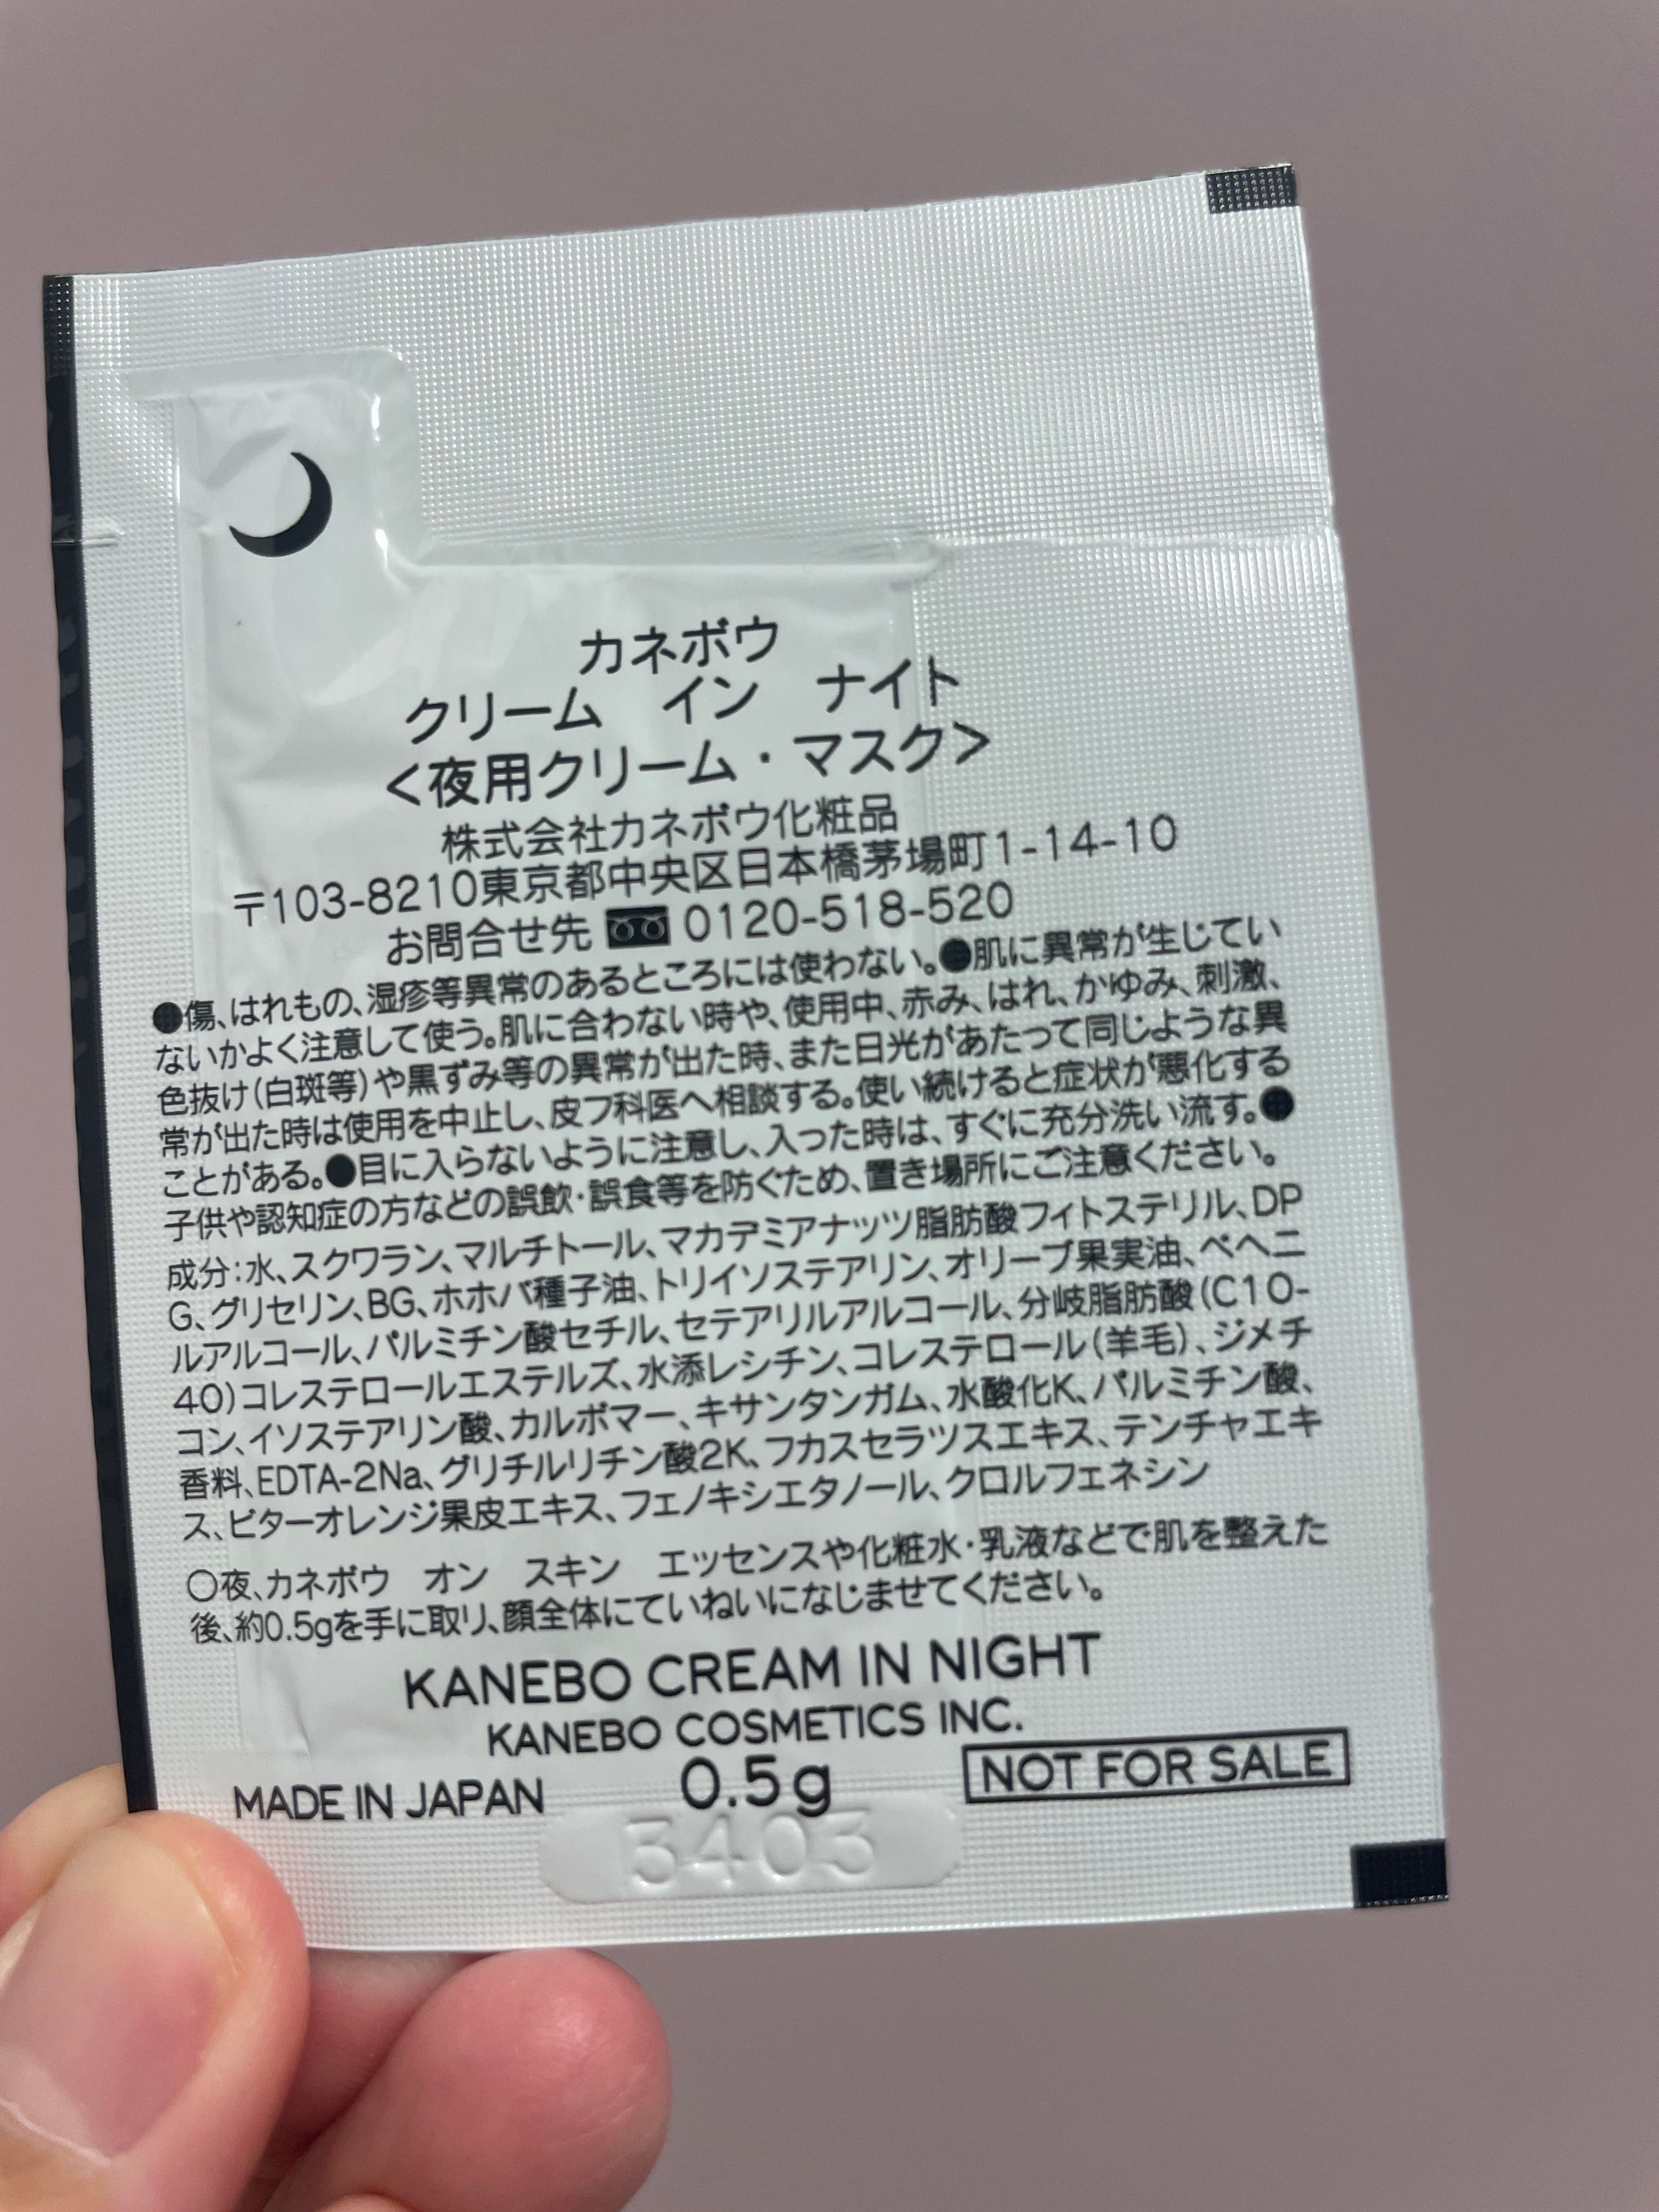 カネボウ
クリーム イン ナイト
<夜用クリーム・マスク>
株式会社カネボウ化粧品
〒103-8210東京都中央区日本橋茅場町1-14-10
お問合せ先 0120-518-520
●傷、はれもの、湿疹等異常のあるところには使わない。●肌に異常が生じてい
ないかよく注意して使う。肌に合わない時や、使用中、赤み、はれ、かゆみ、刺激、
色抜け(白斑等)や黒ずみ等の異常が出た時、また日光があたって同じような異
常が出た時は使用を中止し、皮フ科医へ相談する。使い続けると症状が悪化する
ことがある。●目に入らないように注意し、入った時は、すぐに充分洗い流す。●
子供や認知症の方などの誤飲・誤食等を防ぐため、置き場所にご注意ください。
成分:水、スクワラン、マルチトール、マカデミアナッツ脂肪酸フィトステリル、DP
G、グリセリン、BG、ホホバ種子油、トリイソステアリン、オリーブ果実油、ベヘニ
ルアルコール、パルミチン酸セチル、セテアリルアルコール、分岐脂肪酸(C10-
40)コレステロールエステルズ、水添レシチン、コレステロール(羊毛)、ジメチ
コン、イソステアリン酸、カルボマー、キサンタンガム、水酸化K、パルミチン酸、
香料、EDTA-2Na、グリチルリチン酸2K、フカスセラツスエキス、テンチャエキ
ス、ビターオレンジ果皮エキス、フェノキシエタノール、クロルフェネシン
○夜、カネボウ オン スキン エッセンスや化粧水・乳液などで肌を整えた
後、約0.5gを手に取り、顔全体にていねいになじませてください。
KANEBO CREAM IN NIGHT
KANEBO COSMETICS INC.
MADE IN JAPAN 0.5g NOT FOR SALE
3403